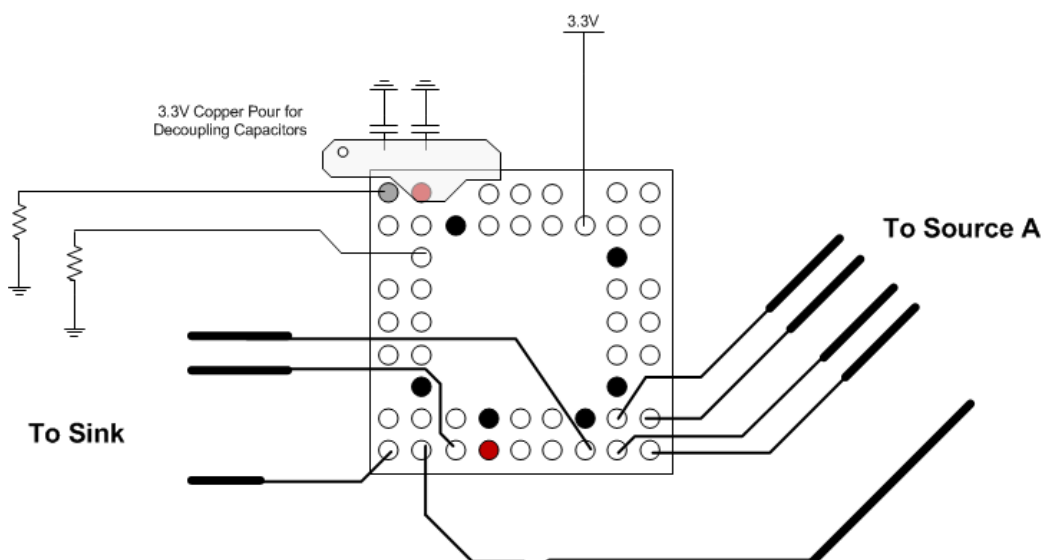 3.3V
3.3V Copper Pour for
Decoupling Capacitors
To Source A
To Sink